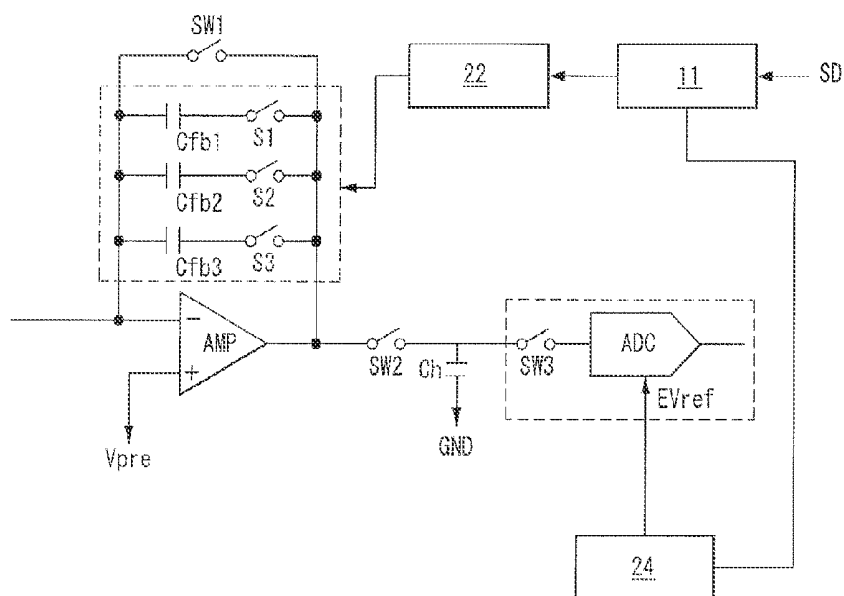 SW1
22
11
SD
Cfb1
S1
Cfb2
S2
Cfb3
S3
AMP
SW2
Ch
SW3
ADC
EVref
GND
Vpre
24